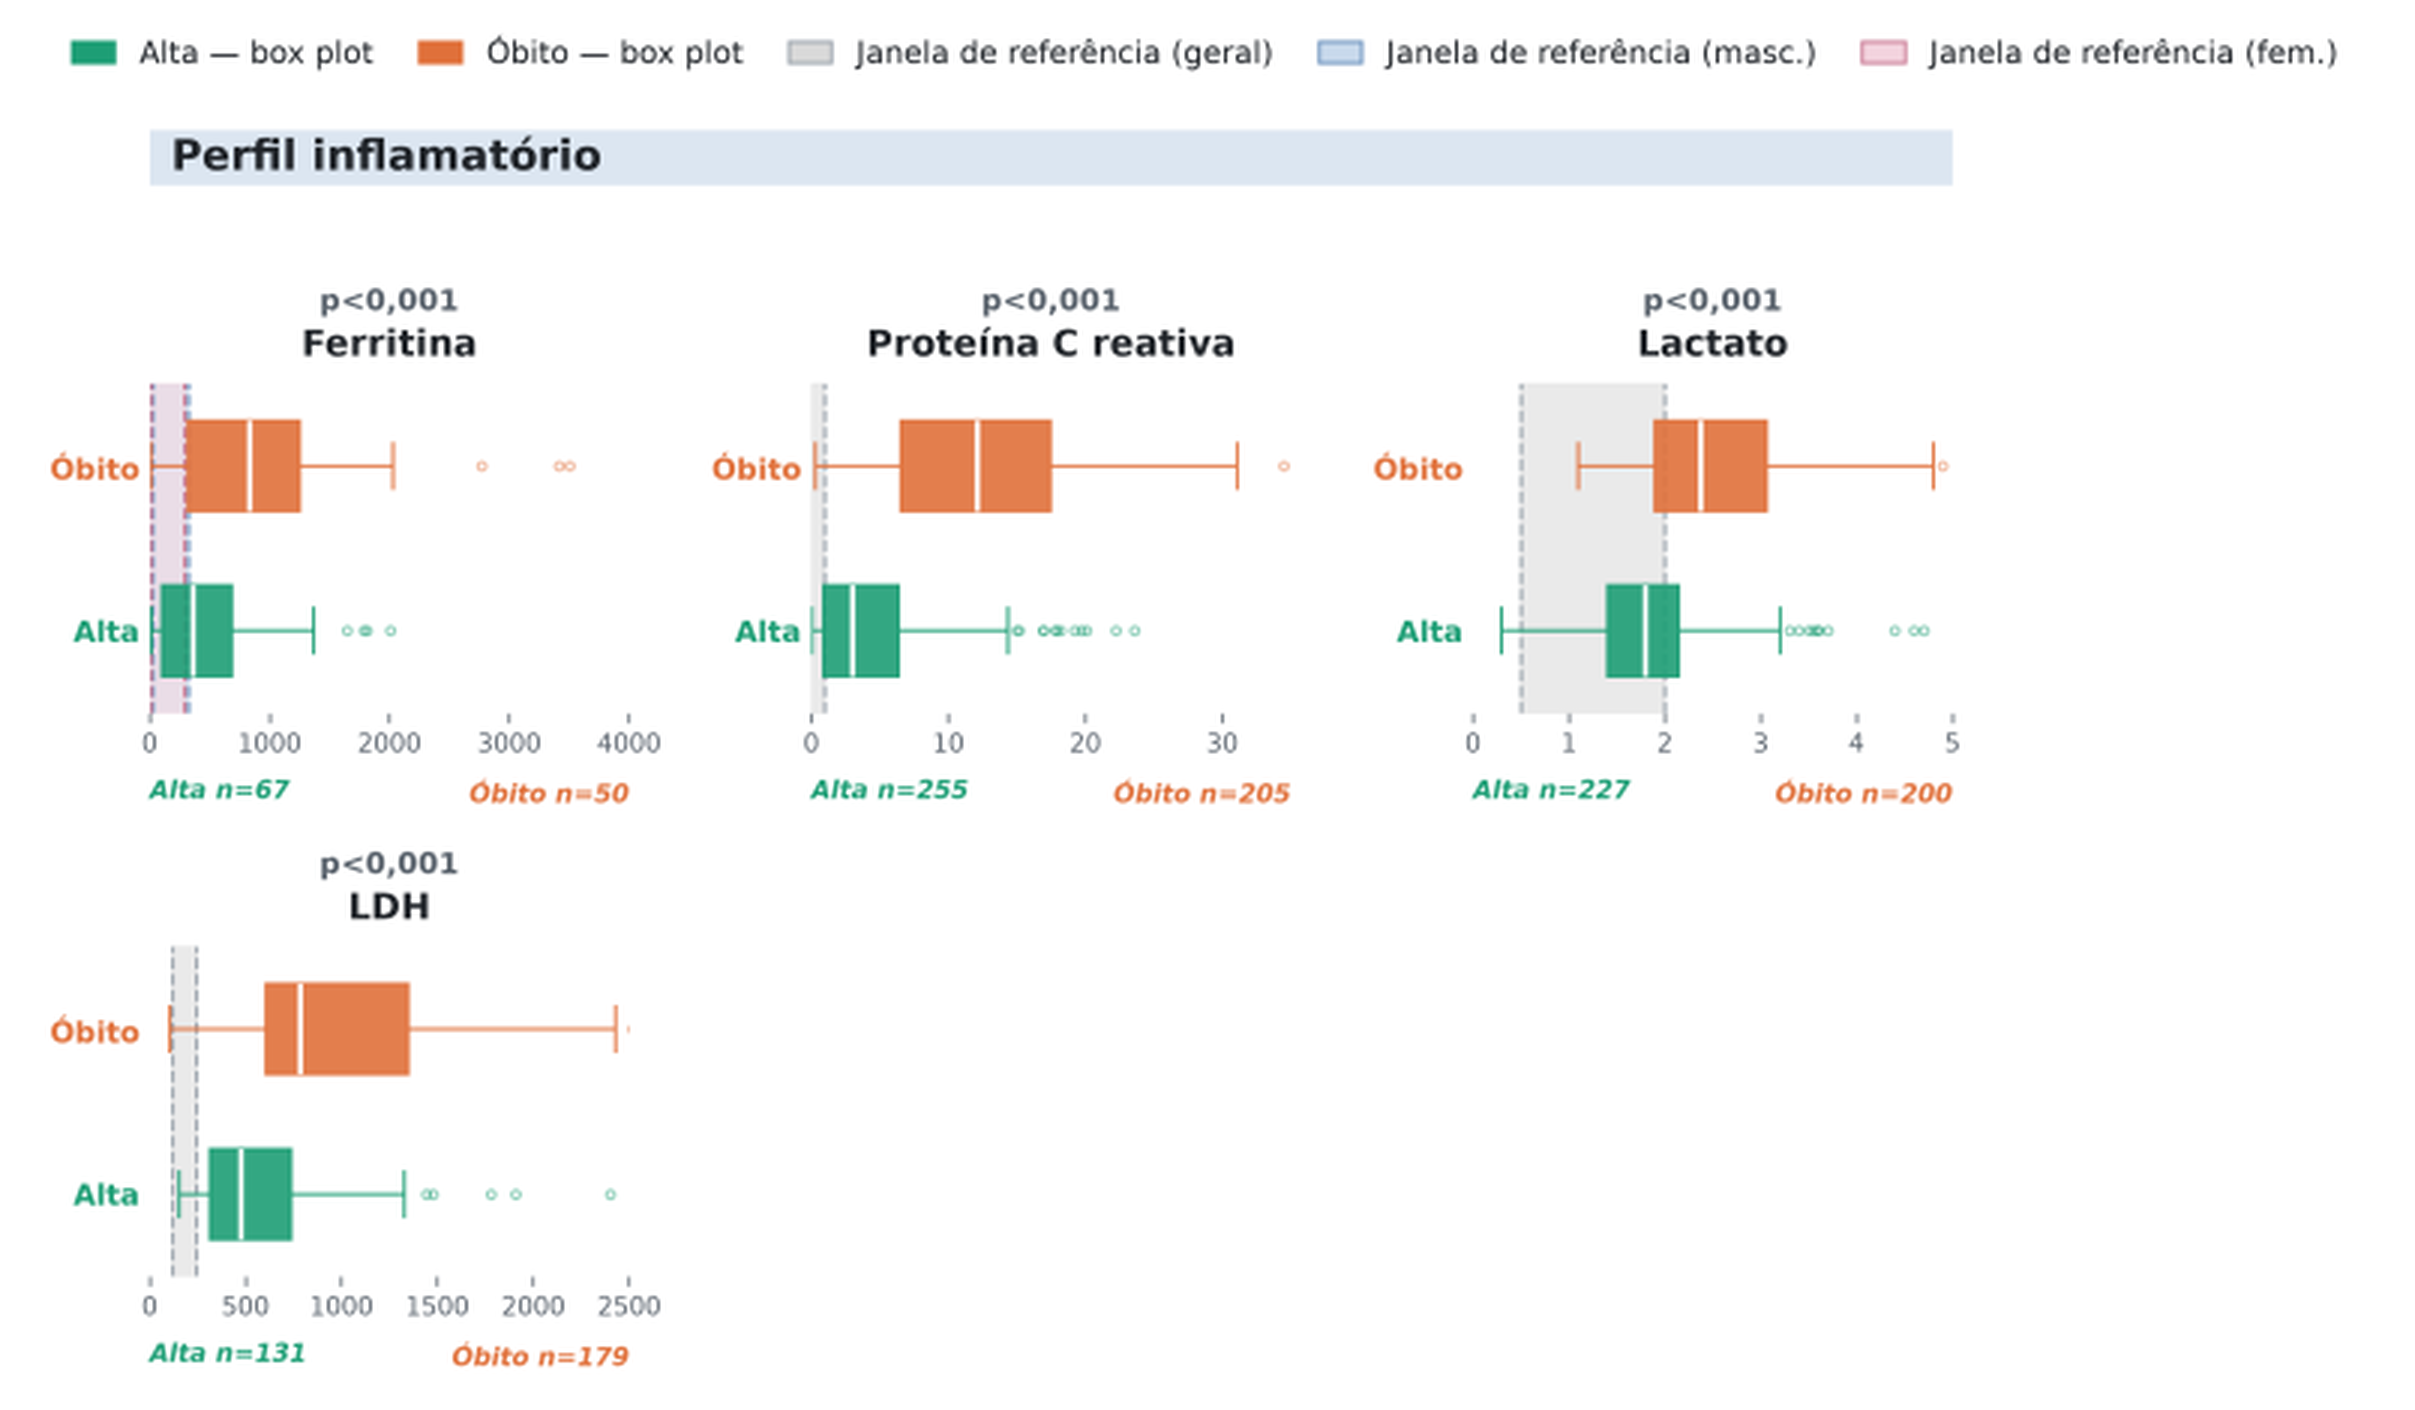 Alta — box plot Óbito — box plot Janela de referência (geral) Janela de referência (masc.) Janela de referência (fem.)
Perfil inflamatório
p<0,001
Ferritina
Óbito
Alta
0 1000 2000 3000 4000
Alta n=67 Óbito n=50
p<0,001
Proteína C reativa
Óbito
Alta
0 10 20 30
Alta n=255 Óbito n=205
p<0,001
Lactato
Óbito
Alta
0 1 2 3 4 5
Alta n=227 Óbito n=200
p<0,001
LDH
Óbito
Alta
0 500 1000 1500 2000 2500
Alta n=131 Óbito n=179